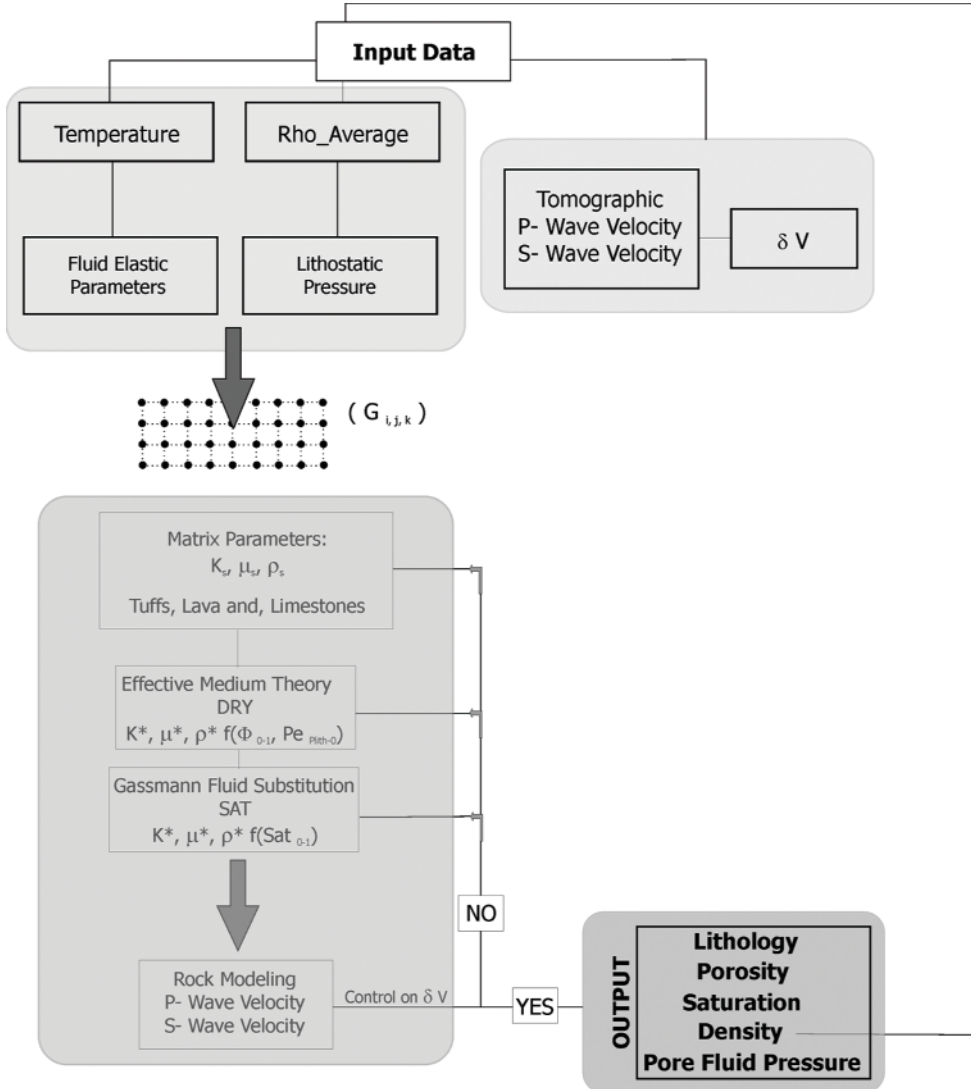 Input Data
Temperature
Rho_Average
Fluid Elastic
Parameters
Lithostatic
Pressure
Tomographic
P- Wave Velocity
S- Wave Velocity
δ V
( G i,j,k )
Matrix Parameters:
Ks, μs, ρs
Tuffs, Lava and, Limestones
Effective Medium Theory
DRY
K*, μ*, ρ* f(Φ 0-1, Pe Plith-0)
Gassmann Fluid Substitution
SAT
K*, μ*, ρ* f(Sat 0-1)
NO
Rock Modeling
P- Wave Velocity
S- Wave Velocity
Control on δ V
YES
OUTPUT
Lithology
Porosity
Saturation
Density
Pore Fluid Pressure